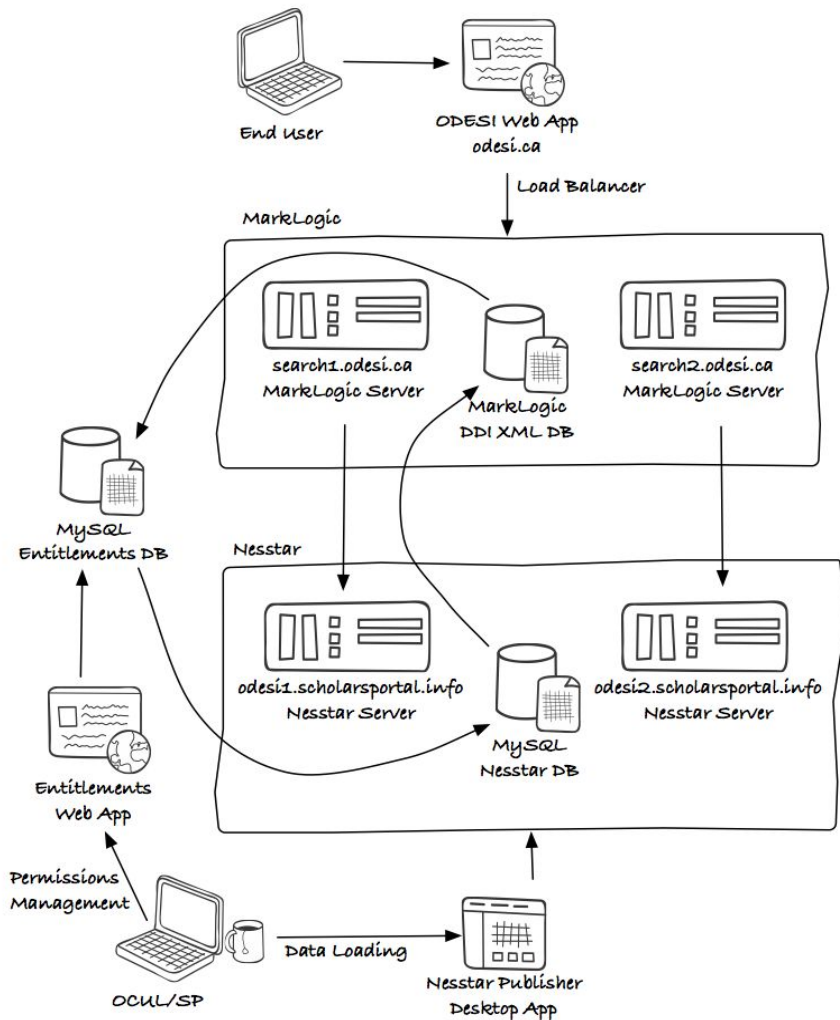 End User
ODESI Web App
odesi.ca
Load Balancer
MarkLogic
search1.odesi.ca
MarkLogic Server
MarkLogic
DDI XML DB
search2.odesi.ca
MarkLogic Server
MySQL
Entitlements DB
Nesstar
odesi1.scholarsportal.info
Nesstar Server
MySQL
Nesstar DB
odesi2.scholarsportal.info
Nesstar Server
Entitlements
Web App
Permissions
Management
OCUL/SP
Data Loading
Nesstar Publisher
Desktop App